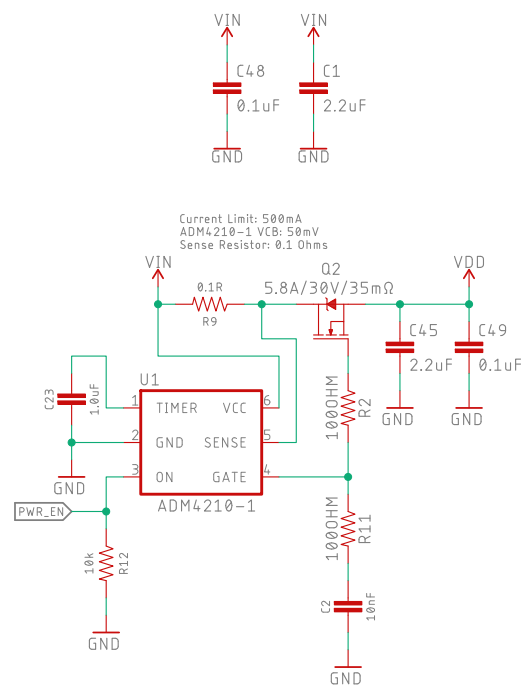 VIN
VIN
C48
C1
0.1uF
2.2uF
GND
GND
Current Limit: 500mA
ADM4210-1 VCB: 50mV
Sense Resistor: 0.1 Ohms
VIN
Q2
VDD
0.1R
5.8A/30V/35mΩ
R9
C45
C49
2.2uF
0.1uF
U1
C23
1.0uF
1
TIMER
VCC
6
100OHM
R2
GND
GND
2
GND
SENSE
5
3
ON
GATE
4
GND
PWR_EN
ADM4210-1
100OHM
R11
10k
R12
C2
10nF
GND
GND